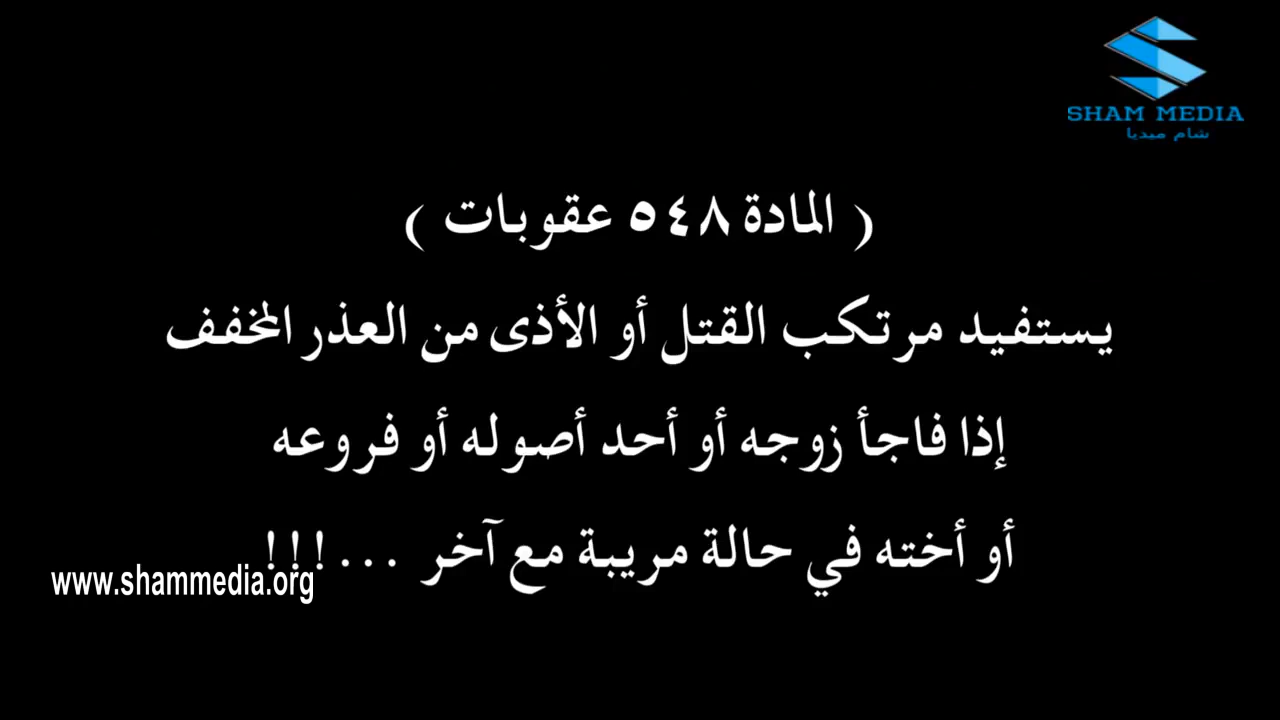 SHAM MEDIA
شام ميديا
( المادة ٥٤٨ عقوبات )
يستفيد مرتكب القتل أو الأذى من العذر المخفف
إذا فاجأ زوجه أو أحد أصوله أو فروعه
أو أخته في حالة مريبة مع آخر ...!!!
www.shammedia.org